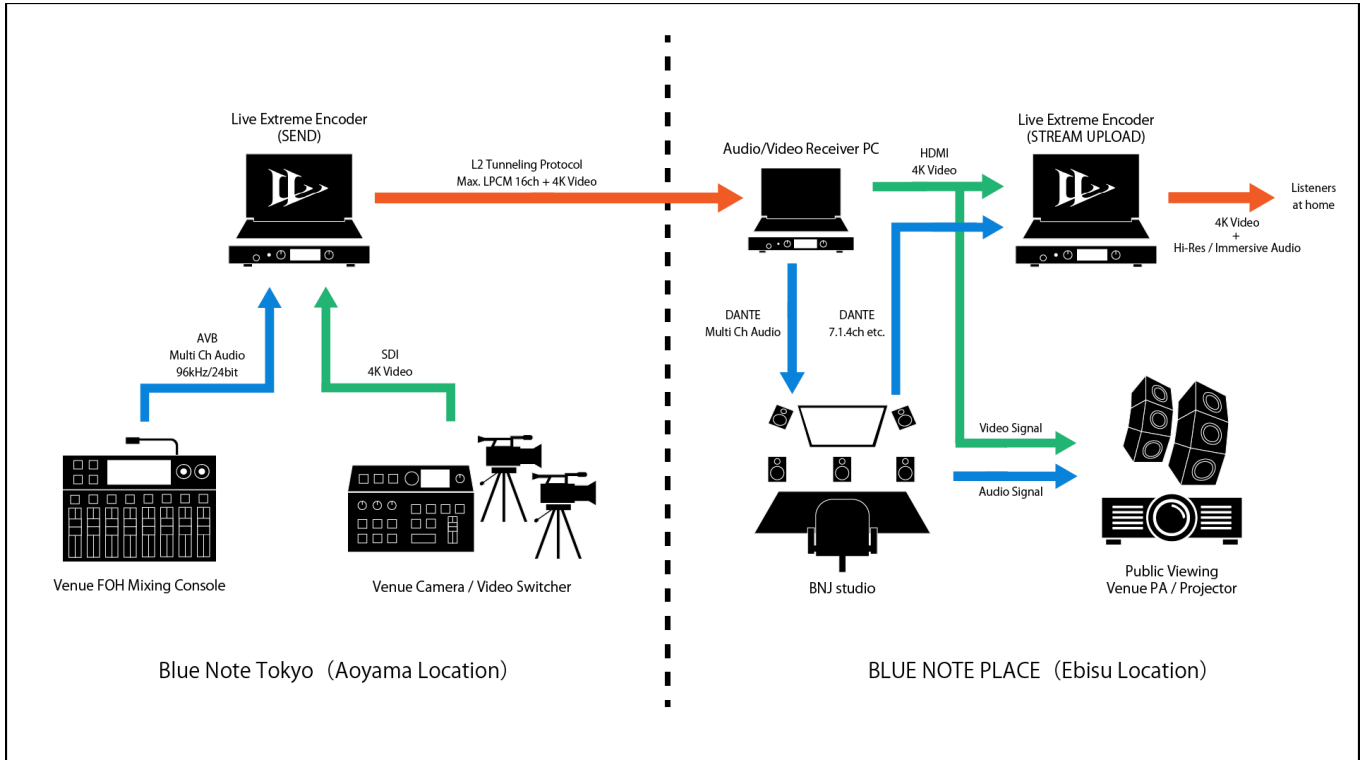 Live Extreme Encoder
(SEND)
L2 Tunneling Protocol
Max. LPCM 16ch + 4K Video
AVB
Multi Ch Audio
96kHz/24bit
SDI
4K Video
Venue FOH Mixing Console
Venue Camera / Video Switcher
Blue Note Tokyo（Aoyama Location）
Audio/Video Receiver PC
HDMI
4K Video
Live Extreme Encoder
(STREAM UPLOAD)
Listeners
at home
4K Video
+
Hi-Res / Immersive Audio
DANTE
Multi Ch Audio
DANTE
7.1.4ch etc.
Video Signal
Audio Signal
BNJ studio
Public Viewing
Venue PA / Projector
BLUE NOTE PLACE（Ebisu Location）